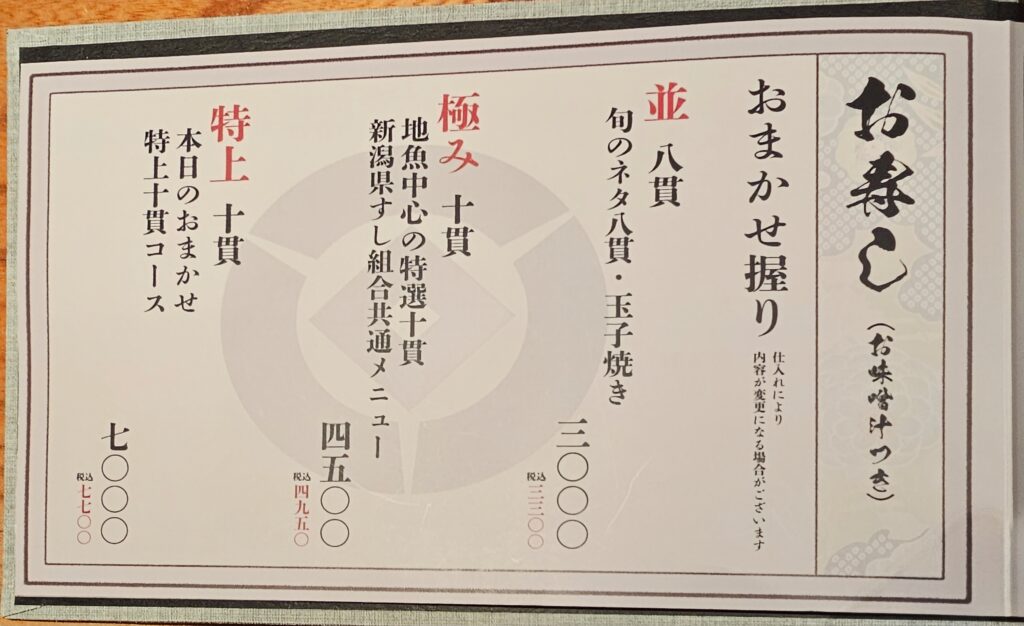 お寿し
(お味噌汁つき)
おまかせ握り
仕入れにより
内容が変更になる場合がございます
並 八貫
旬のネタ八貫・玉子焼き
三〇〇〇
税込 三三〇〇
極み 十貫
地魚中心の特選十貫
新潟県すし組合共通メニュー
四五〇〇
税込 四九五〇
特上 十貫
本日のおまかせ
特上十貫コース
七〇〇〇
税込 七七〇〇